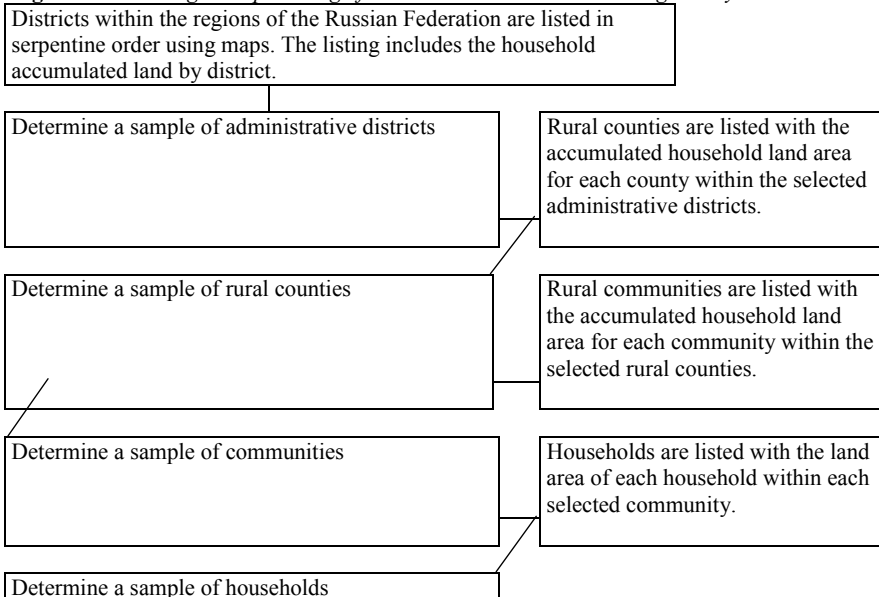 Districts within the regions of the Russian Federation are listed in
serpentine order using maps. The listing includes the household
accumulated land by district.
Determine a sample of administrative districts
Rural counties are listed with the
accumulated household land area
for each county within the selected
administrative districts.
Determine a sample of rural counties
Rural communities are listed with
the accumulated household land
area for each community within the
selected rural counties.
Determine a sample of communities
Households are listed with the land
area of each household within each
selected community.
Determine a sample of households